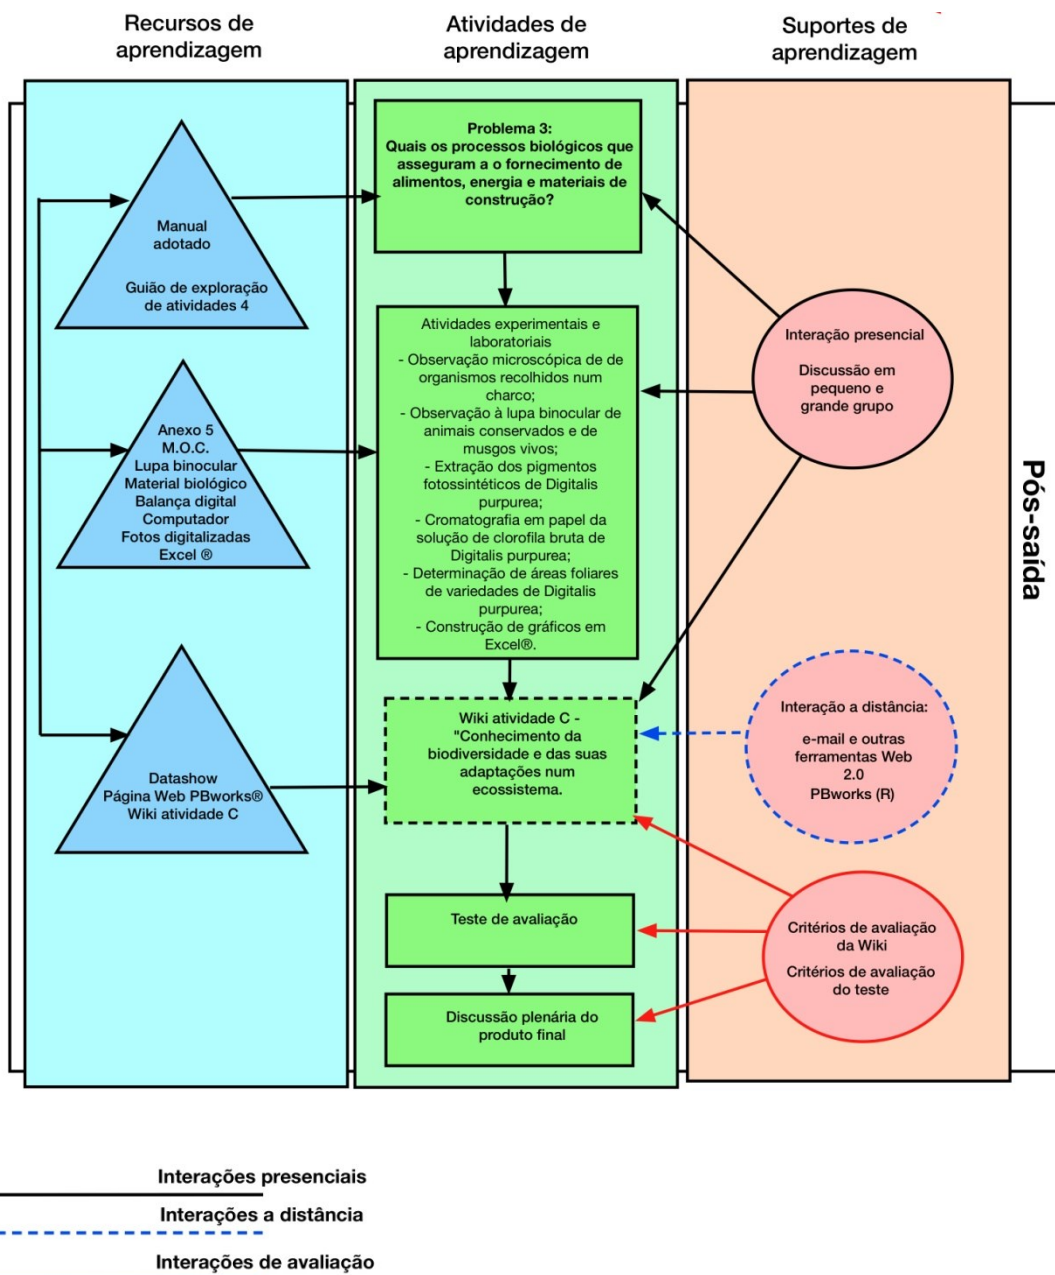 Recursos de
aprendizagem
Atividades de
aprendizagem
Suportes de
aprendizagem
Manual
adotado
Guião de exploração
de atividades 4
Anexo 5
M.O.C.
Lupa binocular
Material biológico
Balança digital
Computador
Fotos digitalizadas
Excel ®
Datashow
Página Web PBworks®
Wiki atividade C
Problema 3:
Quais os processos biológicos que
asseguram a o fornecimento de
alimentos, energia e materiais de
construção?
Atividades experimentais e
laboratoriais
- Observação microscópica de de
organismos recolhidos num
charco;
- Observação à lupa binocular de
animais conservados e de
musgos vivos;
- Extração dos pigmentos
fotossintéticos de Digitalis
purpurea;
- Cromatografia em papel da
solução de clorofila bruta de
Digitalis purpurea;
- Determinação de áreas foliares
de variedades de Digitalis
purpurea;
- Construção de gráficos em
Excel®.
Wiki atividade C -
"Conhecimento da
biodiversidade e das suas
adaptações num
ecossistema.
Teste de avaliação
Discussão plenária do
produto final
Interação presencial
Discussão em
pequeno e
grande grupo
Interação a distância:
e-mail e outras
ferramentas Web
2.0
PBworks (R)
Critérios de avaliação
da Wiki
Critérios de avaliação
do teste
Pós-saída
Interações presenciais
Interações a distância
Interações de avaliação